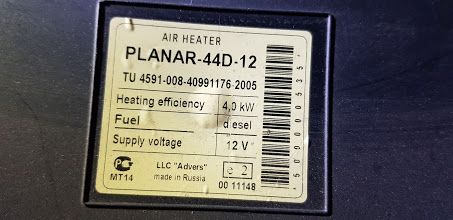 AIR HEATER
PLANAR-44D-12
TU 4591-008-40991176-2005
Heating efficiency 4,0 kW
Fuel diesel
Supply voltage 12 V
LLC "Advers" e 2
MT14 made in Russia 00 11148